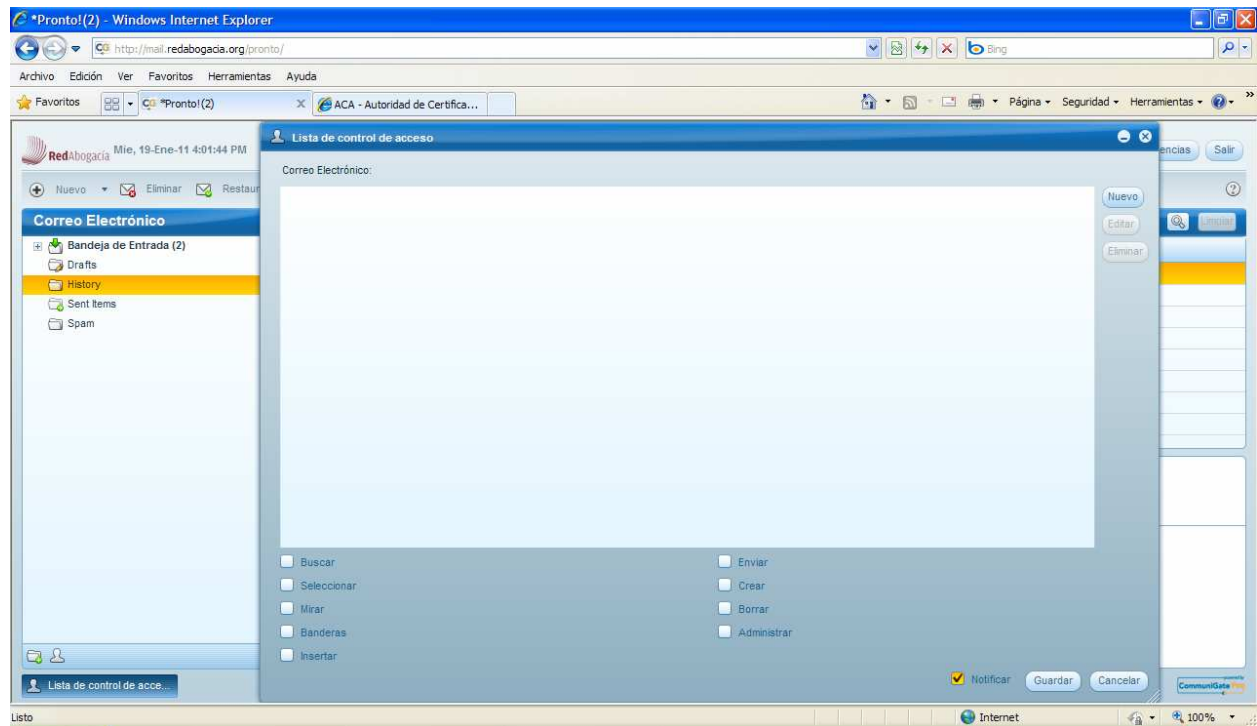 *Pronto!(2) - Windows Internet Explorer
http://mail.redabogacia.org/pronto/
Bing
Archivo Edición Ver Favoritos Herramientas Ayuda
Favoritos
*Pronto!(2)
ACA - Autoridad de Certifica...
Página Seguridad Herramientas
RedAbogacía
Mie, 19-Ene-11 4:01:44 PM
Lista de control de acceso
encias
Salir
Nuevo Eliminar Restaur
Correo Electrónico:
Nuevo
Editar
Eliminar
Limpiar
Correo Electrónico
Bandeja de Entrada (2)
Drafts
History
Sent Items
Spam
Buscar
Enviar
Seleccionar
Crear
Mirar
Borrar
Banderas
Administrar
Insertar
Notificar
Guardar
Cancelar
Lista de control de acce...
CommuniGate Pro
Listo
Internet
100%